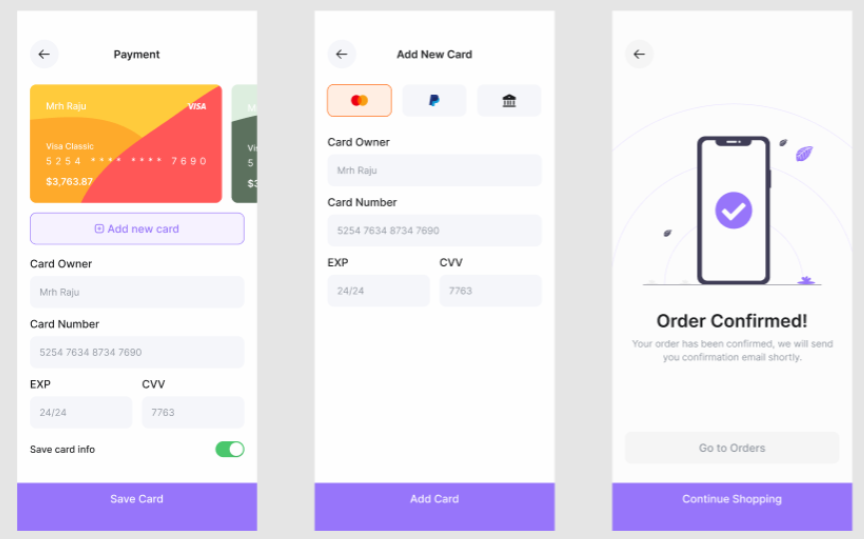 Payment
Mrh Raju
VISA
Visa Classic
5254 **** **** 7690
$3,763.87
M
Vi
5
$3
Add new card
Card Owner
Mrh Raju
Card Number
5254 7634 8734 7690
EXP
CVV
24/24
7763
Save card info
Save Card
Add New Card
Card Owner
Mrh Raju
Card Number
5254 7634 8734 7690
EXP
CVV
24/24
7763
Add Card
Order Confirmed!
Your order has been confirmed, we will send
you confirmation email shortly.
Go to Orders
Continue Shopping